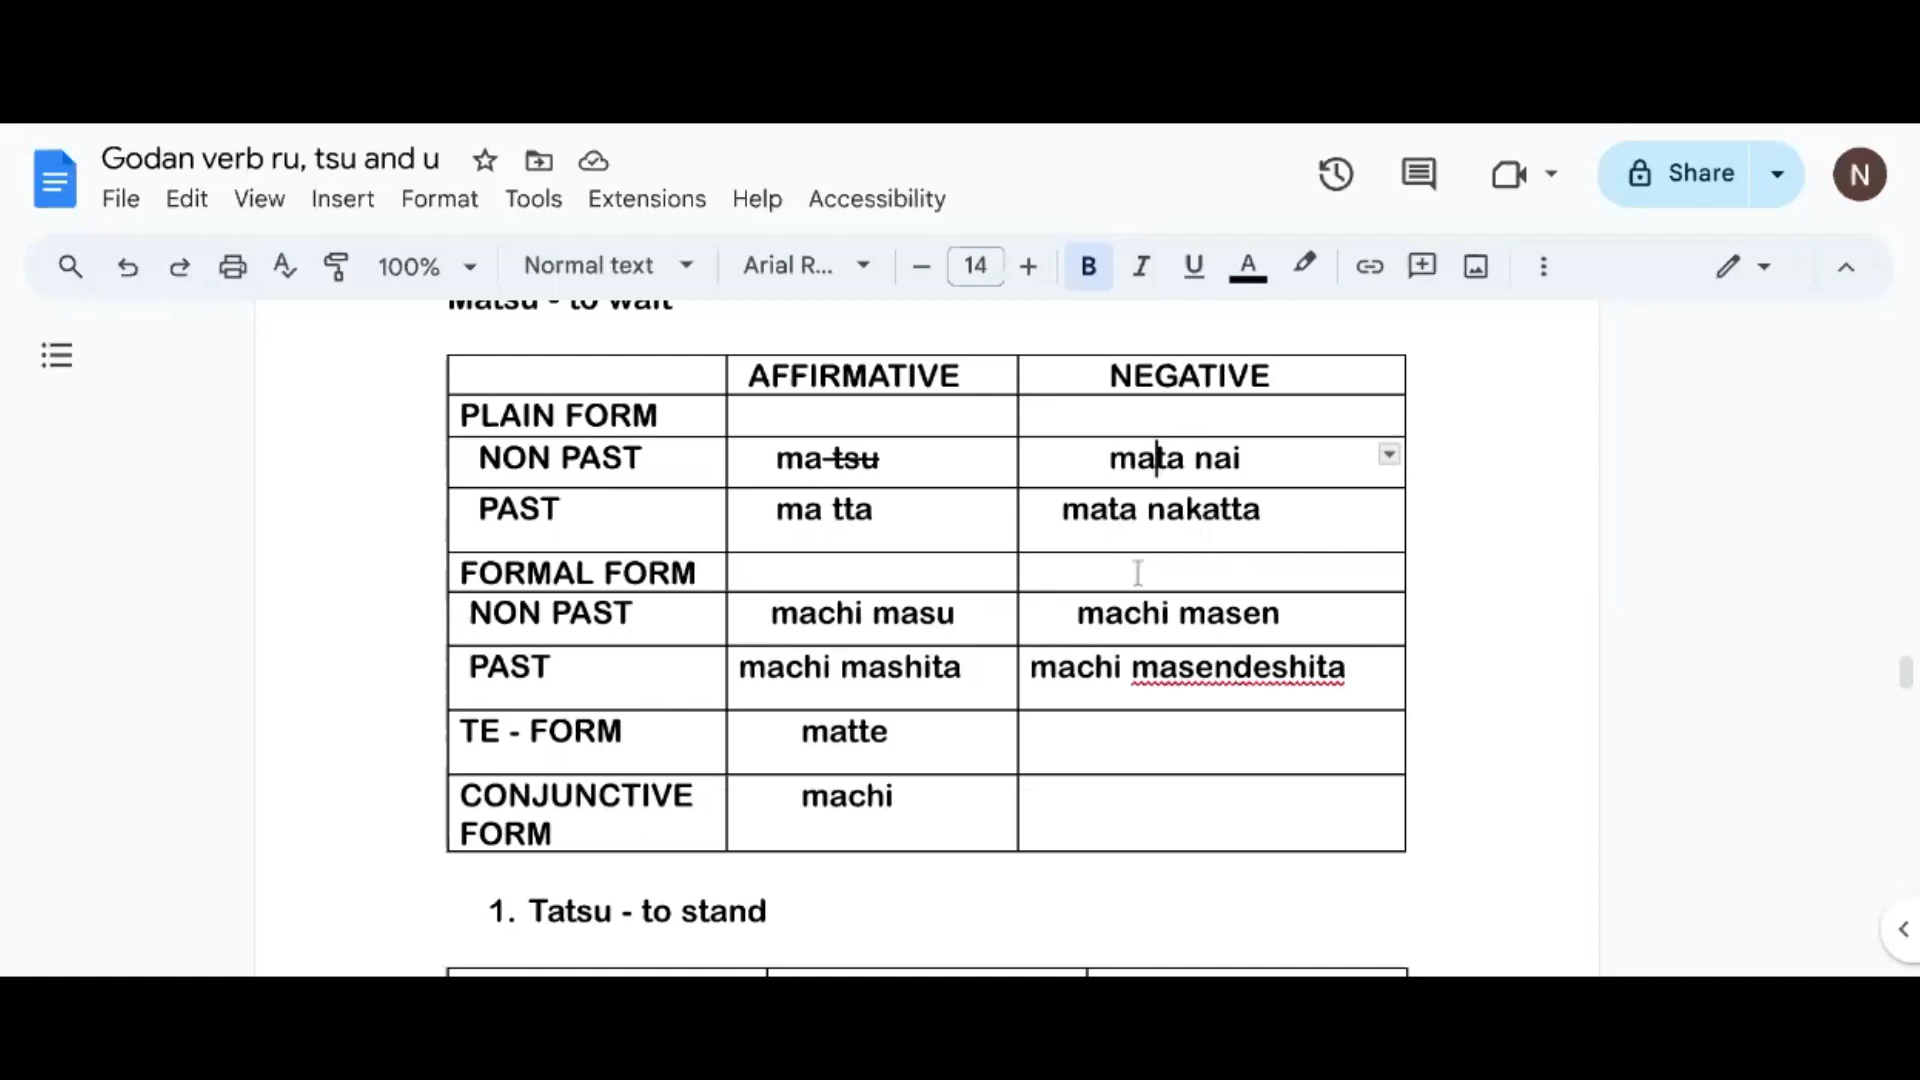 Godan verb ru, tsu and u
File Edit View Insert Format Tools Extensions Help Accessibility
Share
N
100% Normal text Arial R... 14 B I U A
Matsu - to wait
AFFIRMATIVE NEGATIVE
PLAIN FORM
NON PAST ma tsu mata nai
PAST ma tta mata nakatta
FORMAL FORM
NON PAST machi masu machi masen
PAST machi mashita machi masendeshita
TE - FORM matte
CONJUNCTIVE machi
FORM
1. Tatsu - to stand